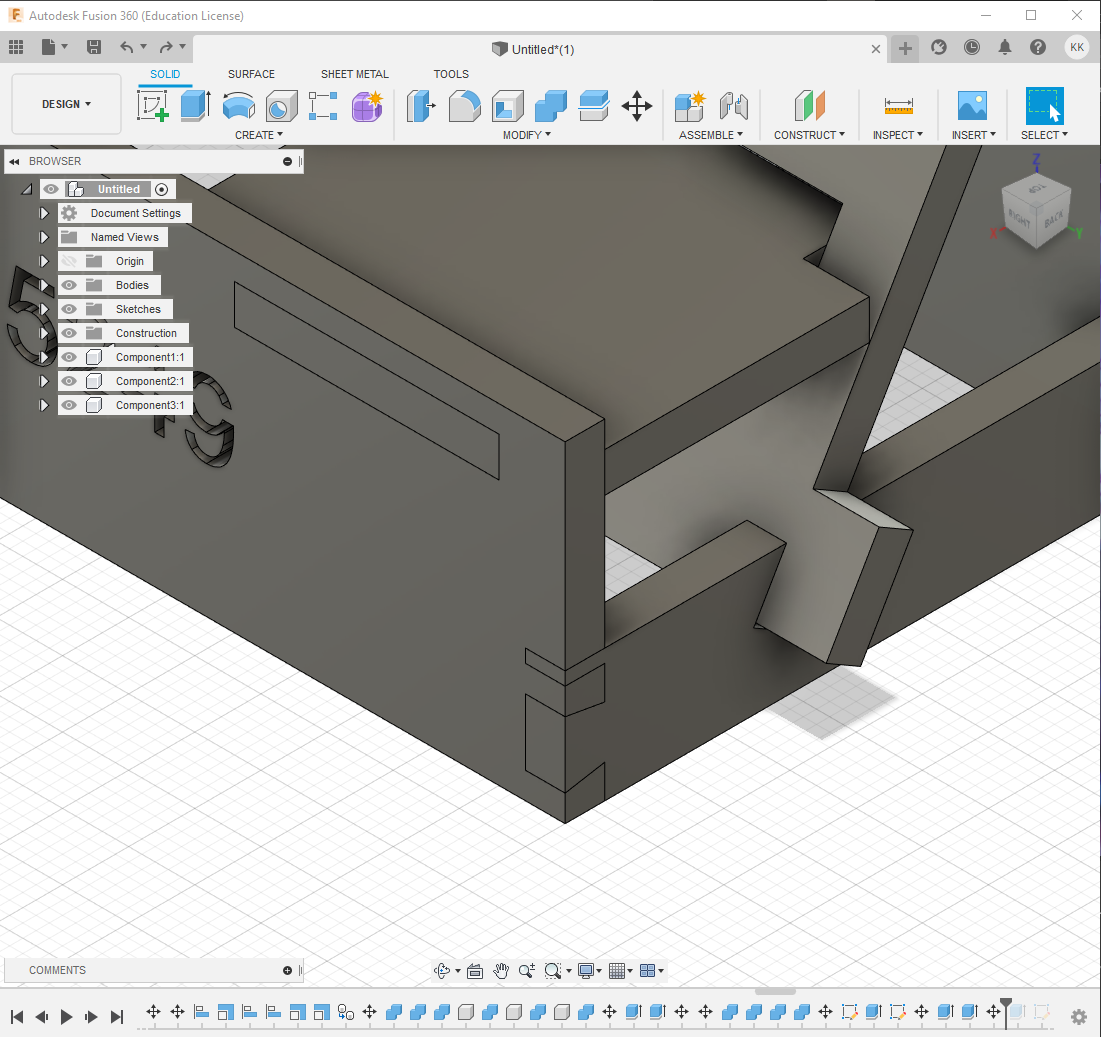 Autodesk Fusion 360 (Education License)
Untitled*(1)
KK
SOLID SURFACE SHEET METAL TOOLS
DESIGN
CREATE MODIFY ASSEMBLE CONSTRUCT INSPECT INSERT SELECT
BROWSER
Untitled
Document Settings
Named Views
Origin
Bodies
Sketches
Construction
Component1:1
Component2:1
Component3:1
Z
TOP
RIGHT BACK
X Y
COMMENTS